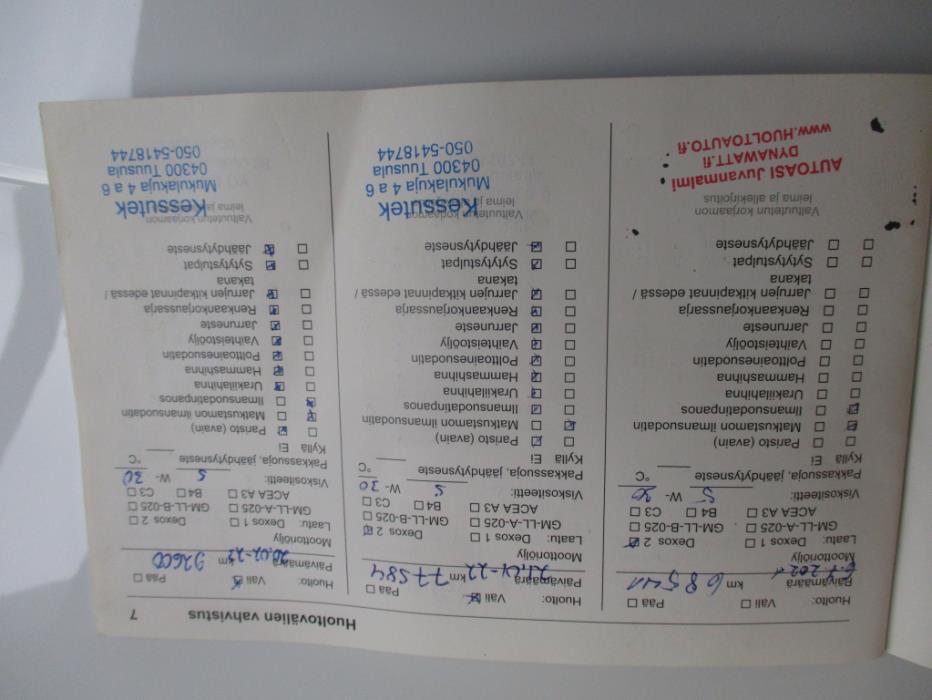 Huoltovälien vahvistus 7
Huolto: Väli ☐ Pää ☐
Päivämäärä km 68541
Moottoriöljy
Laatu: Dexos 1 ☐ Dexos 2 ☑
GM-LL-A-025 ☐ GM-LL-B-025 ☐
ACEA A3 ☐ B4 ☐ C3 ☐
Viskositeetti: 5 W- 30
Pakkassuoja, jäähdytysneste °C
Kyllä Ei
☐ ☐ Paristo (avain)
☑ ☐ Matkustamon ilmansuodatin
☑ ☐ Ilmansuodatinpanos
☐ ☐ Urakiilahihna
☐ ☐ Hammashihna
☐ ☐ Polttoainesuodatin
☐ ☐ Vaihteistoöljy
☐ ☐ Jarruneste
☐ ☐ Renkaankorjaussarja
☐ ☐ Jarrujen kitkapinnat edessä /
takana
☐ ☐ Sytytystulpat
☐ ☐ Jäähdytysneste
Valtuutetun korjaamon
leima ja allekirjoitus
AUTOASI Juvanmalmi
DYNAWATT.fi
www.HUOLTOAUTO.fi
Huolto: Väli ☑ Pää ☐
Päivämäärä 21.01-22 km 77584
Moottoriöljy
Laatu: Dexos 1 ☐ Dexos 2 ☑
GM-LL-A-025 ☐ GM-LL-B-025 ☐
ACEA A3 ☐ B4 ☐ C3 ☐
Viskositeetti: 5 W- 30
Pakkassuoja, jäähdytysneste °C
Kyllä Ei
☐ ☑ Paristo (avain)
☑ ☐ Matkustamon ilmansuodatin
☐ ☑ Ilmansuodatinpanos
☐ ☑ Urakiilahihna
☐ ☑ Hammashihna
☐ ☑ Polttoainesuodatin
☐ ☑ Vaihteistoöljy
☐ ☑ Jarruneste
☐ ☑ Renkaankorjaussarja
☐ ☑ Jarrujen kitkapinnat edessä /
takana
☐ ☑ Sytytystulpat
☐ ☑ Jäähdytysneste
Valtuutetun korjaamon
leima ja
Kessutek
Mukulakuja 4 a 6
04300 Tuusula
050-5418744
Huolto: Väli ☑ Pää ☐
Päivämäärä km 92600
Moottoriöljy
Laatu: Dexos 1 ☐ Dexos 2 ☐
GM-LL-A-025 ☐ GM-LL-B-025 ☐
ACEA A3 ☐ B4 ☐ C3 ☐
Viskositeetti: 5 W- 30
Pakkassuoja, jäähdytysneste °C
Kyllä Ei
☐ ☑ Paristo (avain)
☑ ☐ Matkustamon ilmansuodatin
☑ ☐ Ilmansuodatinpanos
☐ ☑ Urakiilahihna
☐ ☑ Hammashihna
☐ ☑ Polttoainesuodatin
☐ ☑ Vaihteistoöljy
☐ ☑ Jarruneste
☐ ☑ Renkaankorjaussarja
☐ ☑ Jarrujen kitkapinnat edessä /
takana
☐ ☑ Sytytystulpat
☐ ☑ Jäähdytysneste
Valtuutetun korjaamon
leima ja
Kessutek
Mukulakuja 4 a 6
04300 Tuusula
050-5418744